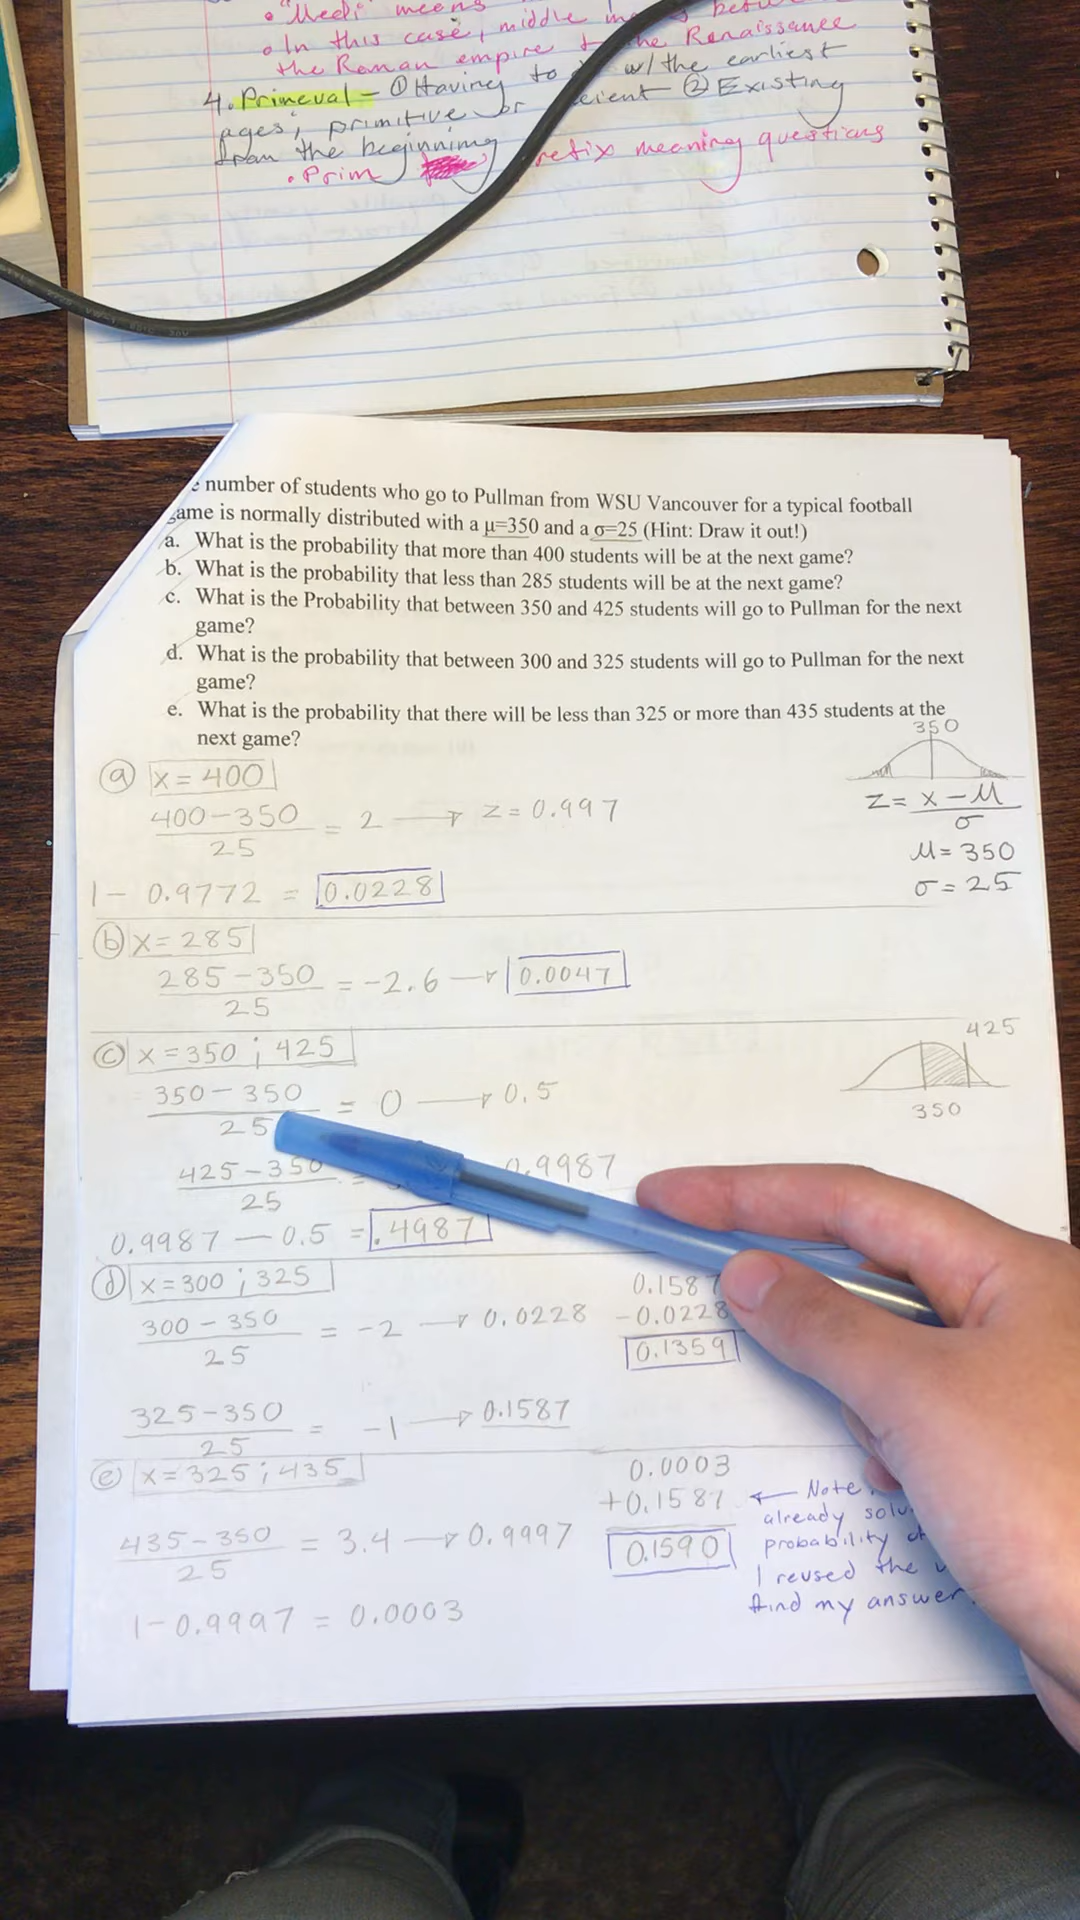 • "Medi" means
• In this case, middle
the Roman empire the Renaissance
4. Primeval – ① Having to w/ the earliest
ages; primitive or ② Existing
from the beginning
• Prim meaning questions
number of students who go to Pullman from WSU Vancouver for a typical football
game is normally distributed with a μ=350 and a σ=25 (Hint: Draw it out!)
a. What is the probability that more than 400 students will be at the next game?
b. What is the probability that less than 285 students will be at the next game?
c. What is the Probability that between 350 and 425 students will go to Pullman for the next
game?
d. What is the probability that between 300 and 325 students will go to Pullman for the next
game?
e. What is the probability that there will be less than 325 or more than 435 students at the
next game?
350
z = x – μ
σ
μ = 350
σ = 25
ⓐ x = 400
400 – 350
25
= 2 → z = 0.997
1 – 0.9772 = 0.0228
ⓑ x = 285
285 – 350
25
= -2.6 → 0.0047
ⓒ x = 350 ; 425
350 – 350
25
= 0 → 0.5
425
350
425 – 350
25
= 0.9987
0.9987 – 0.5 = .4987
ⓓ x = 300 ; 325
300 – 350
25
= -2 → 0.0228
0.1587
– 0.0228
0.1359
325 – 350
25
= -1 → 0.1587
ⓔ x = 325 ; 435
435 – 350
25
= 3.4 → 0.9997
1 – 0.9997 = 0.0003
0.0003
+ 0.1587
0.1590
← Note
already
probability
I reused the
find my answer.